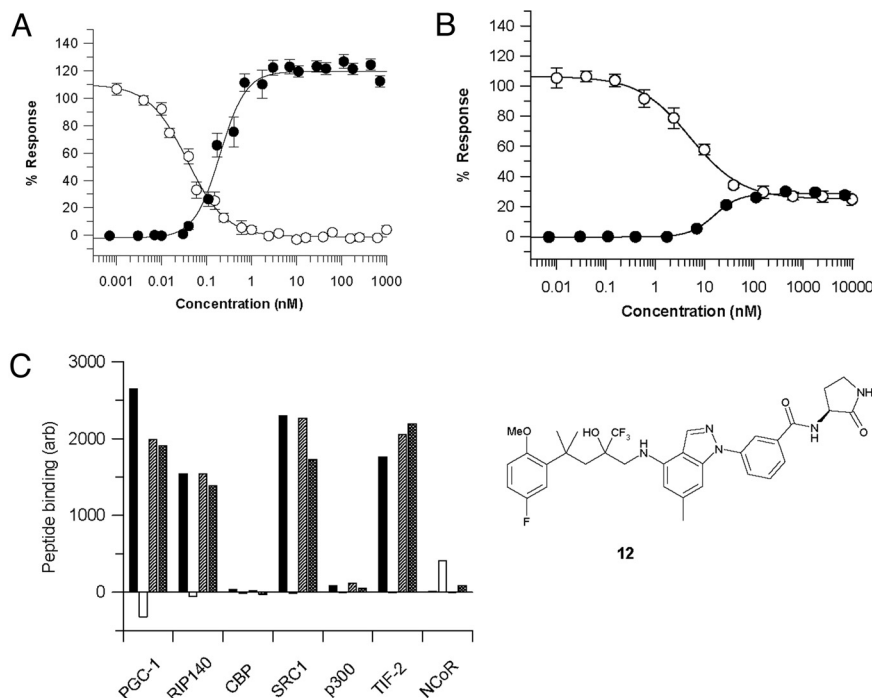 A
140
120
100
80
60
40
20
0
% Response
0.001 0.01 0.1 1 10 100 1000
Concentration (nM)
B
140
120
100
80
60
40
20
0
% Response
0.01 0.1 1 10 100 1000 10000
Concentration (nM)
C
3000
2000
1000
0
Peptide binding (arb)
PGC-1 RIP140 CBP SRC1 p300 TIF-2 NCoR
MeO
HO
CF3
H
N
N
N
O
N
H
NH
O
F
12